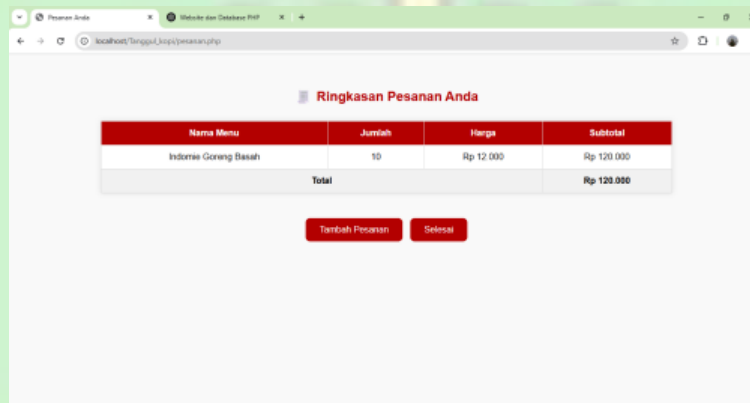 Pesanan Anda
Website dan Database PHP
localhost/Tanggul_kopi/pesanan.php
Ringkasan Pesanan Anda
Nama Menu Jumlah Harga Subtotal
Indomie Goreng Basah 10 Rp 12.000 Rp 120.000
Total Rp 120.000
Tambah Pesanan Selesai